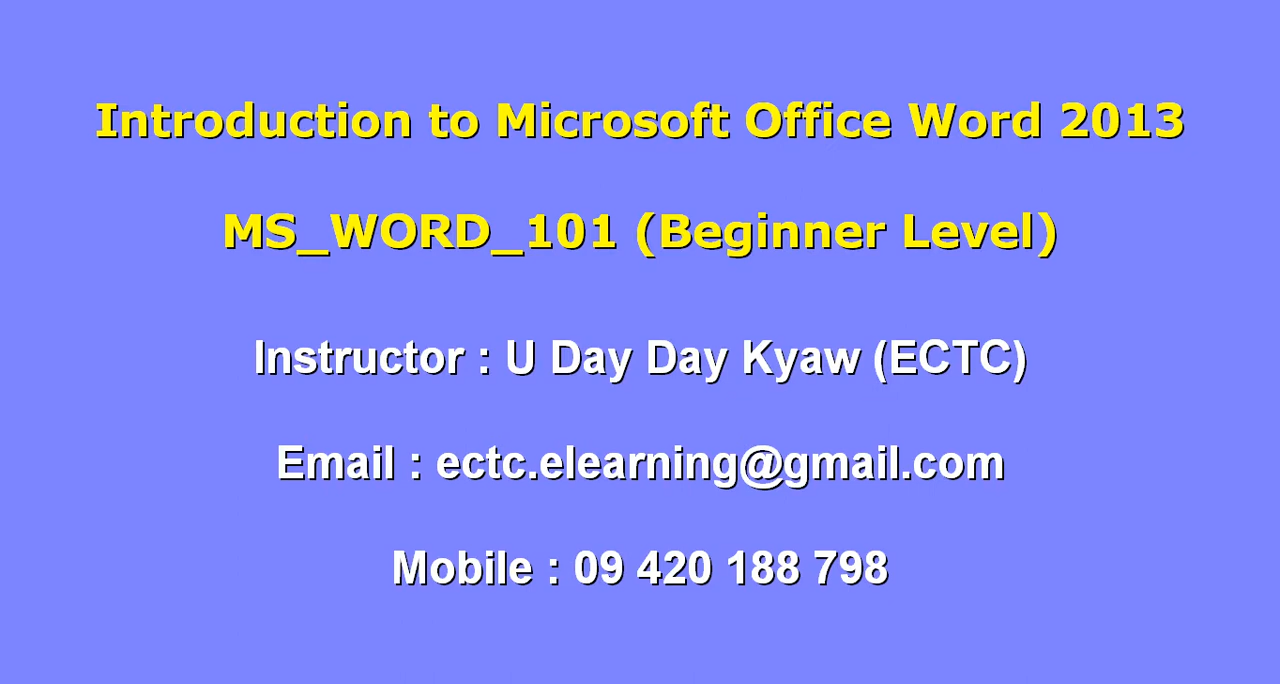 Introduction to Microsoft Office Word 2013
MS_WORD_101 (Beginner Level)
Instructor : U Day Day Kyaw (ECTC)
Email : ectc.elearning@gmail.com
Mobile : 09 420 188 798